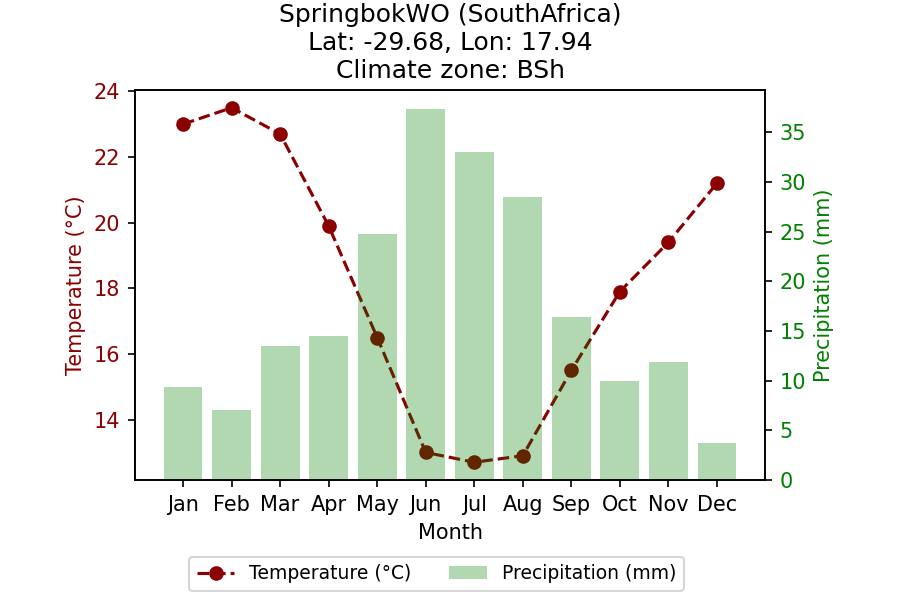 SpringbokWO (SouthAfrica)
Lat: -29.68, Lon: 17.94
Climate zone: BSh
24
22
20
18
16
14
Temperature (°C)
35
30
25
20
15
10
5
0
Precipitation (mm)
Jan Feb Mar Apr May Jun Jul Aug Sep Oct Nov Dec
Month
Temperature (°C) Precipitation (mm)